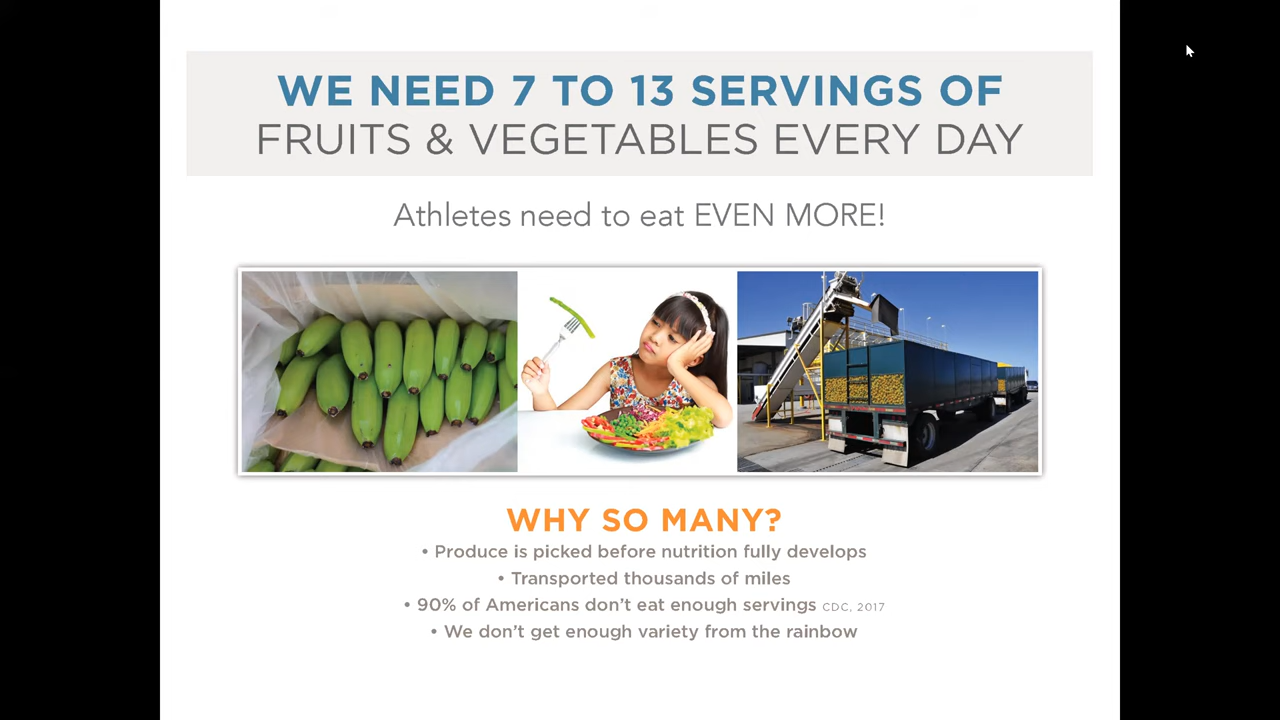 WE NEED 7 TO 13 SERVINGS OF
FRUITS & VEGETABLES EVERY DAY
Athletes need to eat EVEN MORE!
WHY SO MANY?
• Produce is picked before nutrition fully develops
• Transported thousands of miles
• 90% of Americans don't eat enough servings CDC, 2017
• We don't get enough variety from the rainbow